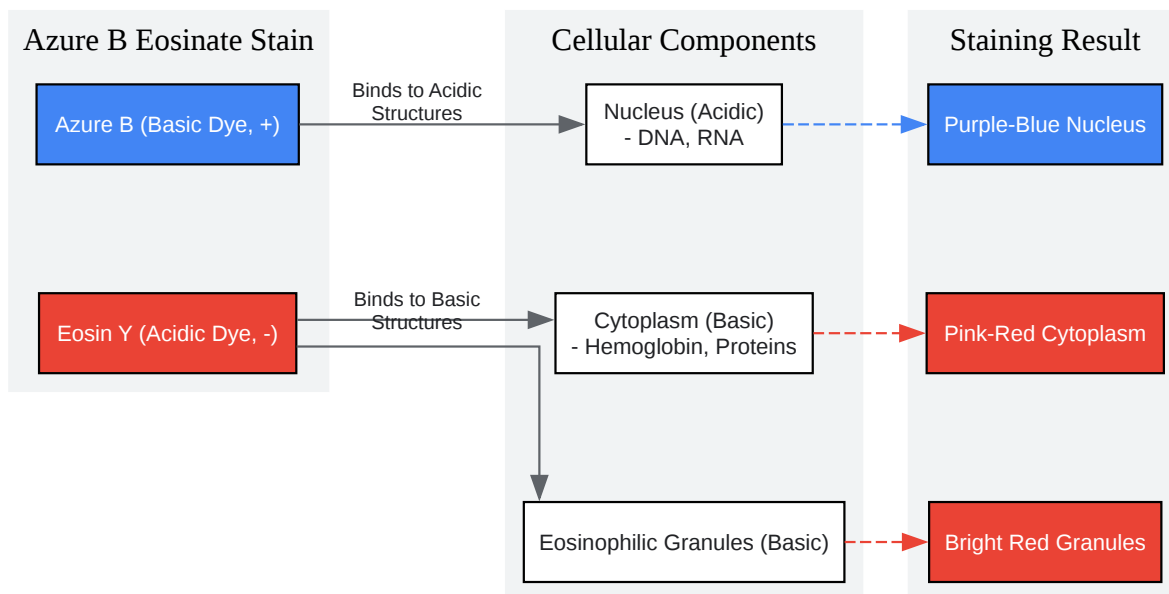 Azure B Eosinate Stain
Cellular Components
Staining Result
Azure B (Basic Dye, +)
Binds to Acidic
Structures
Nucleus (Acidic)
- DNA, RNA
Purple-Blue Nucleus
Eosin Y (Acidic Dye, -)
Binds to Basic
Structures
Cytoplasm (Basic)
- Hemoglobin, Proteins
Pink-Red Cytoplasm
Eosinophilic Granules (Basic)
Bright Red Granules